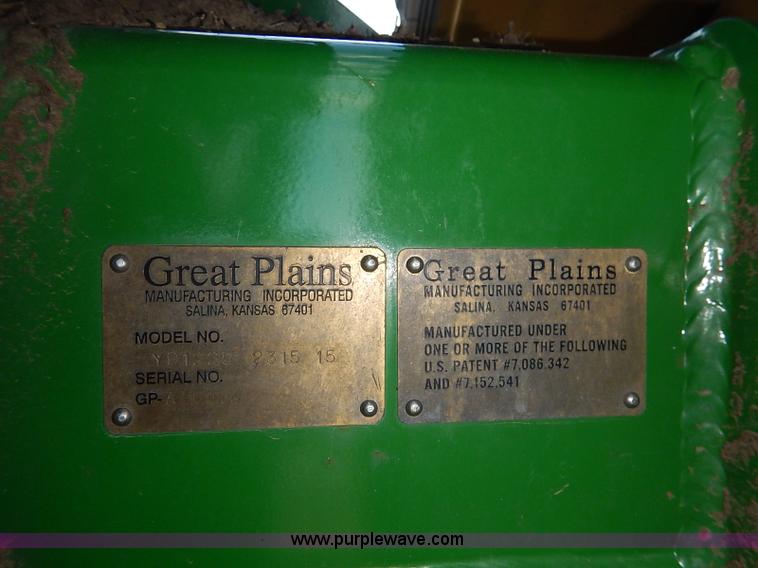 Great Plains
MANUFACTURING INCORPORATED
SALINA, KANSAS 67401
MODEL NO.
2315 15
SERIAL NO.
GP-
Great Plains
MANUFACTURING INCORPORATED
SALINA, KANSAS 67401
MANUFACTURED UNDER
ONE OR MORE OF THE FOLLOWING
U.S. PATENT #7,086,342
AND #7,152,541
www.purplewave.com